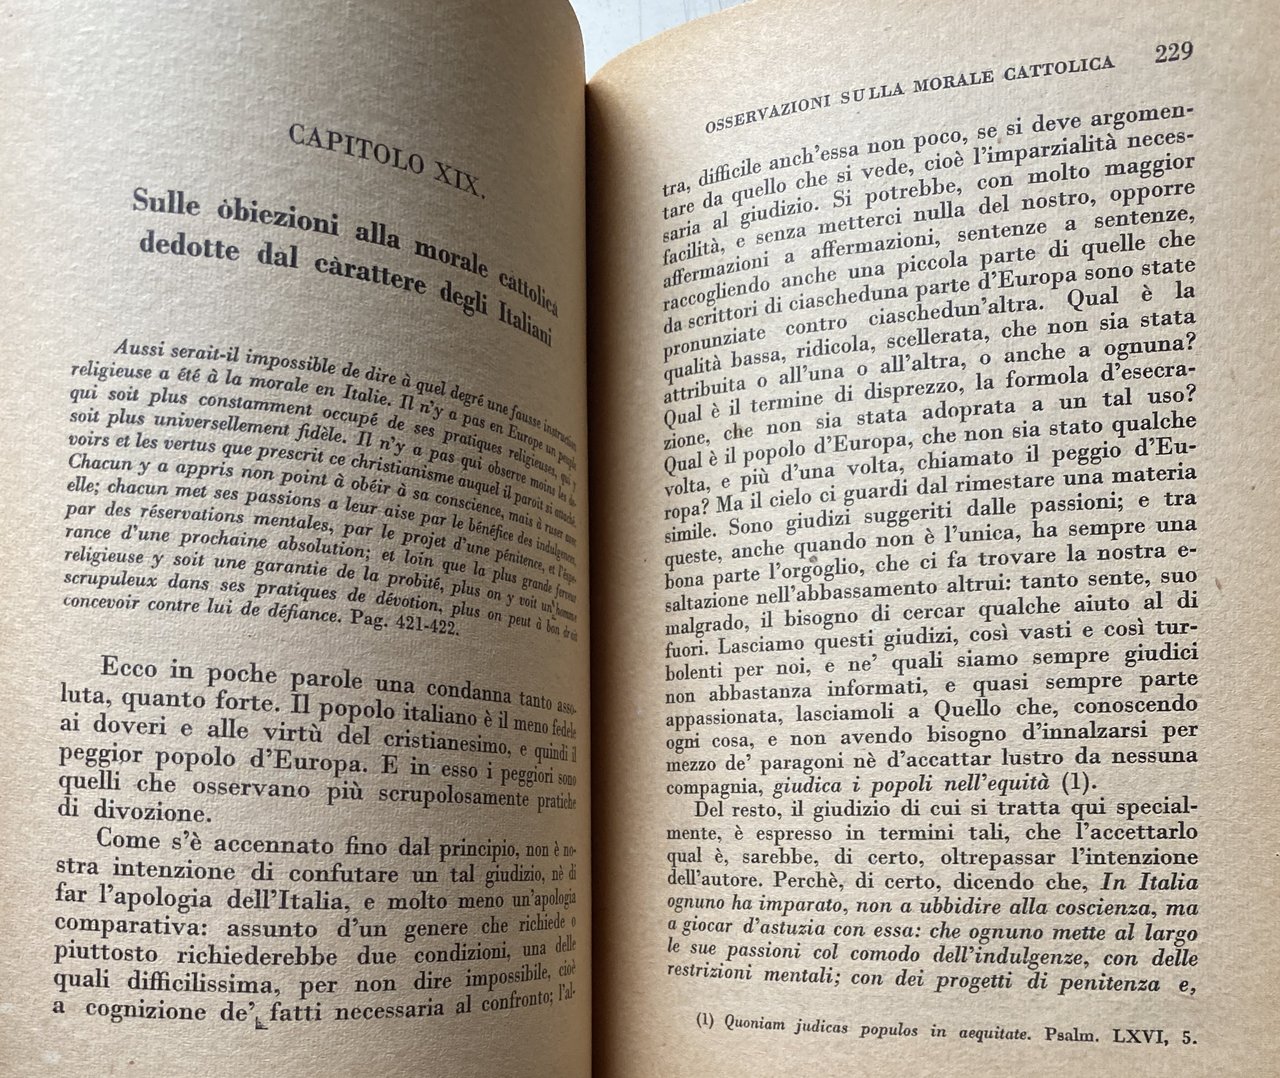 CAPITOLO XIX.
Sulle òbiezioni alla morale càttolica
dedotte dal càrattere degli Italiani
Aussi serait-il impossible de dire à quel degré une fausse instruction
religieuse a été à la morale en Italie. Il n'y a pas en Europe un peuple
qui soit plus constamment occupé de ses pratiques religieuses, qui y
soit plus universellement fidèle. Il n'y a pas qui observe moins les de-
voirs et les vertus que prescrit ce christianisme auquel il paroit si attaché.
Chacun y a appris non point à obéir à sa conscience, mais à ruser avec
elle; chacun met ses passions a leur aise par le bénéfice des indulgences,
par des réservations mentales, par le projet d'une pénitence, et l'espé-
rance d'une prochaine absolution; et loin que la plus grande ferveur
religieuse y soit une garantie de la probité, plus on y voit un homme
scrupuleux dans ses pratiques de dévotion, plus on peut à bon droit
concevoir contre lui de défiance. Pag. 421-422.
Ecco in poche parole una condanna tanto asso-
luta, quanto forte. Il popolo italiano è il meno fedele
ai doveri e alle virtù del cristianesimo, e quindi il
peggior popolo d'Europa. E in esso i peggiori sono
quelli che osservano più scrupolosamente pratiche
di divozione.
Come s'è accennato fino dal principio, non è no-
stra intenzione di confutare un tal giudizio, nè di
far l'apologia dell'Italia, e molto meno un'apologia
comparativa: assunto d'un genere che richiede o
piuttosto richiederebbe due condizioni, una delle
quali difficilissima, per non dire impossibile, cioè
a cognizione de' fatti necessaria al confronto; l'al-
OSSERVAZIONI SULLA MORALE CATTOLICA 229
tra, difficile anch'essa non poco, se si deve argomen-
tare da quello che si vede, cioè l'imparzialità neces-
saria al giudizio. Si potrebbe, con molto maggior
facilità, e senza metterci nulla del nostro, opporre
affermazioni a affermazioni, sentenze a sentenze,
raccogliendo anche una piccola parte di quelle che
da scrittori di ciascheduna parte d'Europa sono state
pronunziate contro ciaschedun'altra. Qual è la
qualità bassa, ridicola, scellerata, che non sia stata
attribuita o all'una o all'altra, o anche a ognuna?
Qual è il termine di disprezzo, la formola d'esecra-
zione, che non sia stata adoprata a un tal uso?
Qual è il popolo d'Europa, che non sia stato qualche
volta, e più d'una volta, chiamato il peggio d'Eu-
ropa? Ma il cielo ci guardi dal rimestare una materia
simile. Sono giudizi suggeriti dalle passioni; e tra
queste, anche quando non è l'unica, ha sempre una
bona parte l'orgoglio, che ci fa trovare la nostra e-
saltazione nell'abbassamento altrui: tanto sente, suo
malgrado, il bisogno di cercar qualche aiuto al di
fuori. Lasciamo questi giudizi, così vasti e così tur-
bolenti per noi, e ne' quali siamo sempre giudici
non abbastanza informati, e quasi sempre parte
appassionata, lasciamoli a Quello che, conoscendo
ogni cosa, e non avendo bisogno d'innalzarsi per
mezzo de' paragoni nè d'accattar lustro da nessuna
compagnia, giudica i popoli nell'equità (1).
Del resto, il giudizio di cui si tratta qui special-
mente, è espresso in termini tali, che l'accettarlo
qual è, sarebbe, di certo, oltrepassar l'intenzione
dell'autore. Perchè, di certo, dicendo che, In Italia
ognuno ha imparato, non a ubbidire alla coscienza, ma
a giocar d'astuzia con essa: che ognuno mette al largo
le sue passioni col comodo dell'indulgenze, con delle
restrizioni mentali; con dei progetti di penitenza e,
(1) Quoniam judicas populos in aequitate. Psalm. LXVI, 5.